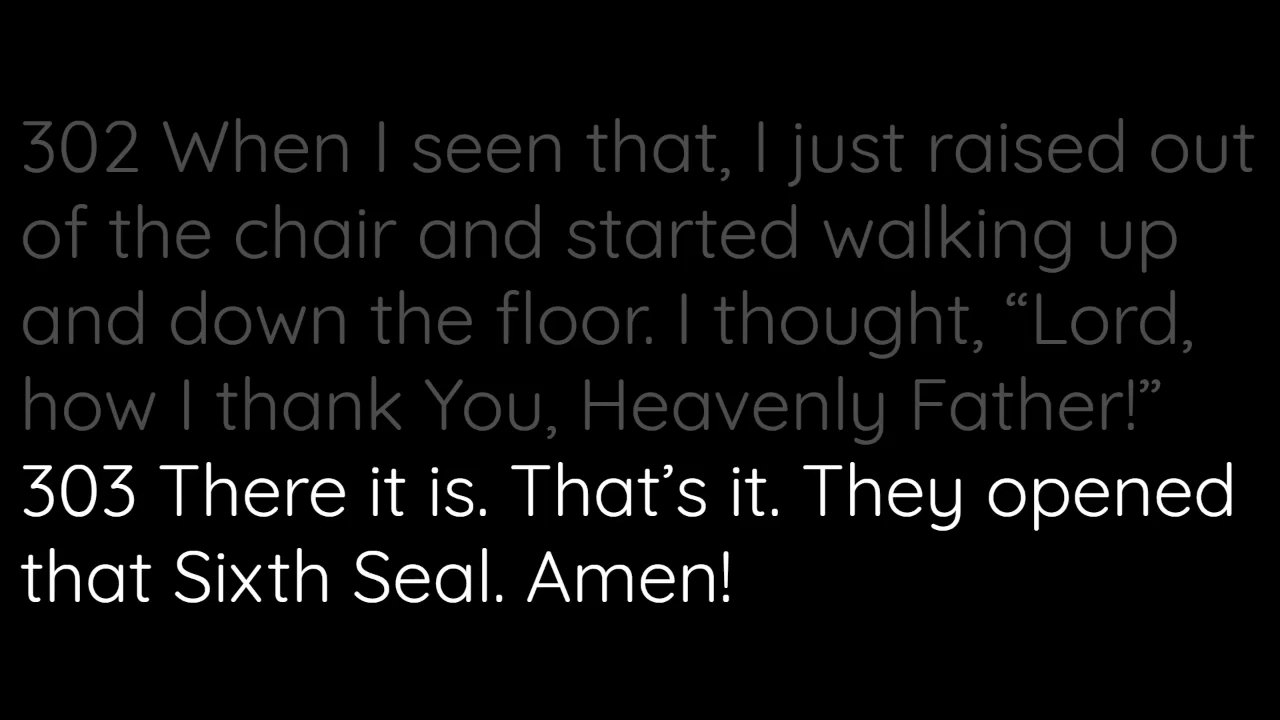 302 When I seen that, I just raised out
of the chair and started walking up
and down the floor. I thought, “Lord,
how I thank You, Heavenly Father!”
303 There it is. That’s it. They opened
that Sixth Seal. Amen!